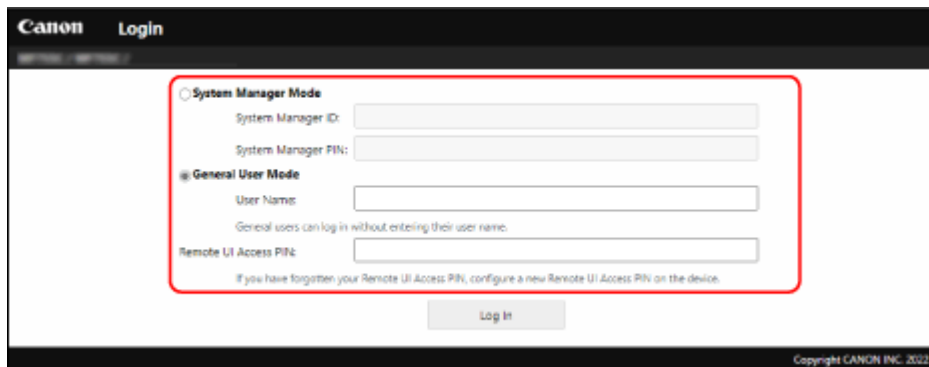 Canon Login
System Manager Mode
System Manager ID:
System Manager PIN:
General User Mode
User Name:
General users can log in without entering their user name.
Remote UI Access PIN:
If you have forgotten your Remote UI Access PIN, configure a new Remote UI Access PIN on the device.
Log In
Copyright CANON INC. 2022